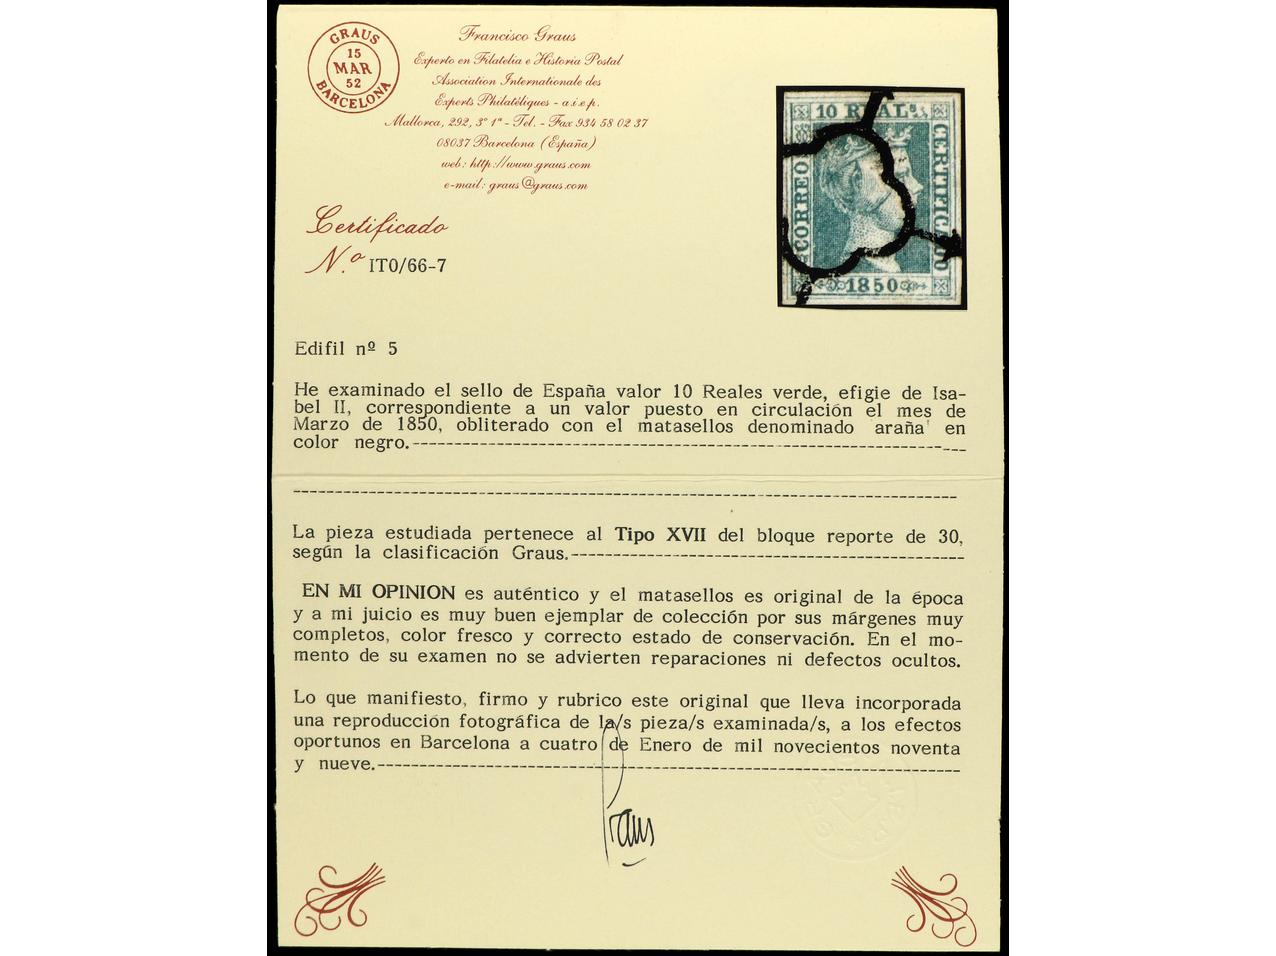 GRAUS
15
MAR
52
BARCELONA
Francisco Graus
Experto en Filatelia e Historia Postal
Association Internationale des
Experts Philatéliques - a.i.e.p.
Mallorca, 292, 3º 1ª - Tel. - Fax 934 58 02 37
08037 Barcelona (España)
web: http://www.graus.com
e-mail: graus@graus.com
10 REALS
CORREO
CERTIFICADO
1850
Certificado
N.º ITO/66-7
Edifil nº 5
He examinado el sello de España valor 10 Reales verde, efigie de Isa-
bel II, correspondiente a un valor puesto en circulación el mes de
Marzo de 1850, obliterado con el matasellos denominado 'araña' en
color negro.
La pieza estudiada pertenece al Tipo XVII del bloque reporte de 30,
según la clasificación Graus.
EN MI OPINION es auténtico y el matasellos es original de la época
y a mi juicio es muy buen ejemplar de colección por sus márgenes muy
completos, color fresco y correcto estado de conservación. En el mo-
mento de su examen no se advierten reparaciones ni defectos ocultos.
Lo que manifiesto, firmo y rubrico este original que lleva incorporada
una reproducción fotográfica de la/s pieza/s examinada/s, a los efectos
oportunos en Barcelona a cuatro de Enero de mil novecientos noventa
y nueve.
Graus